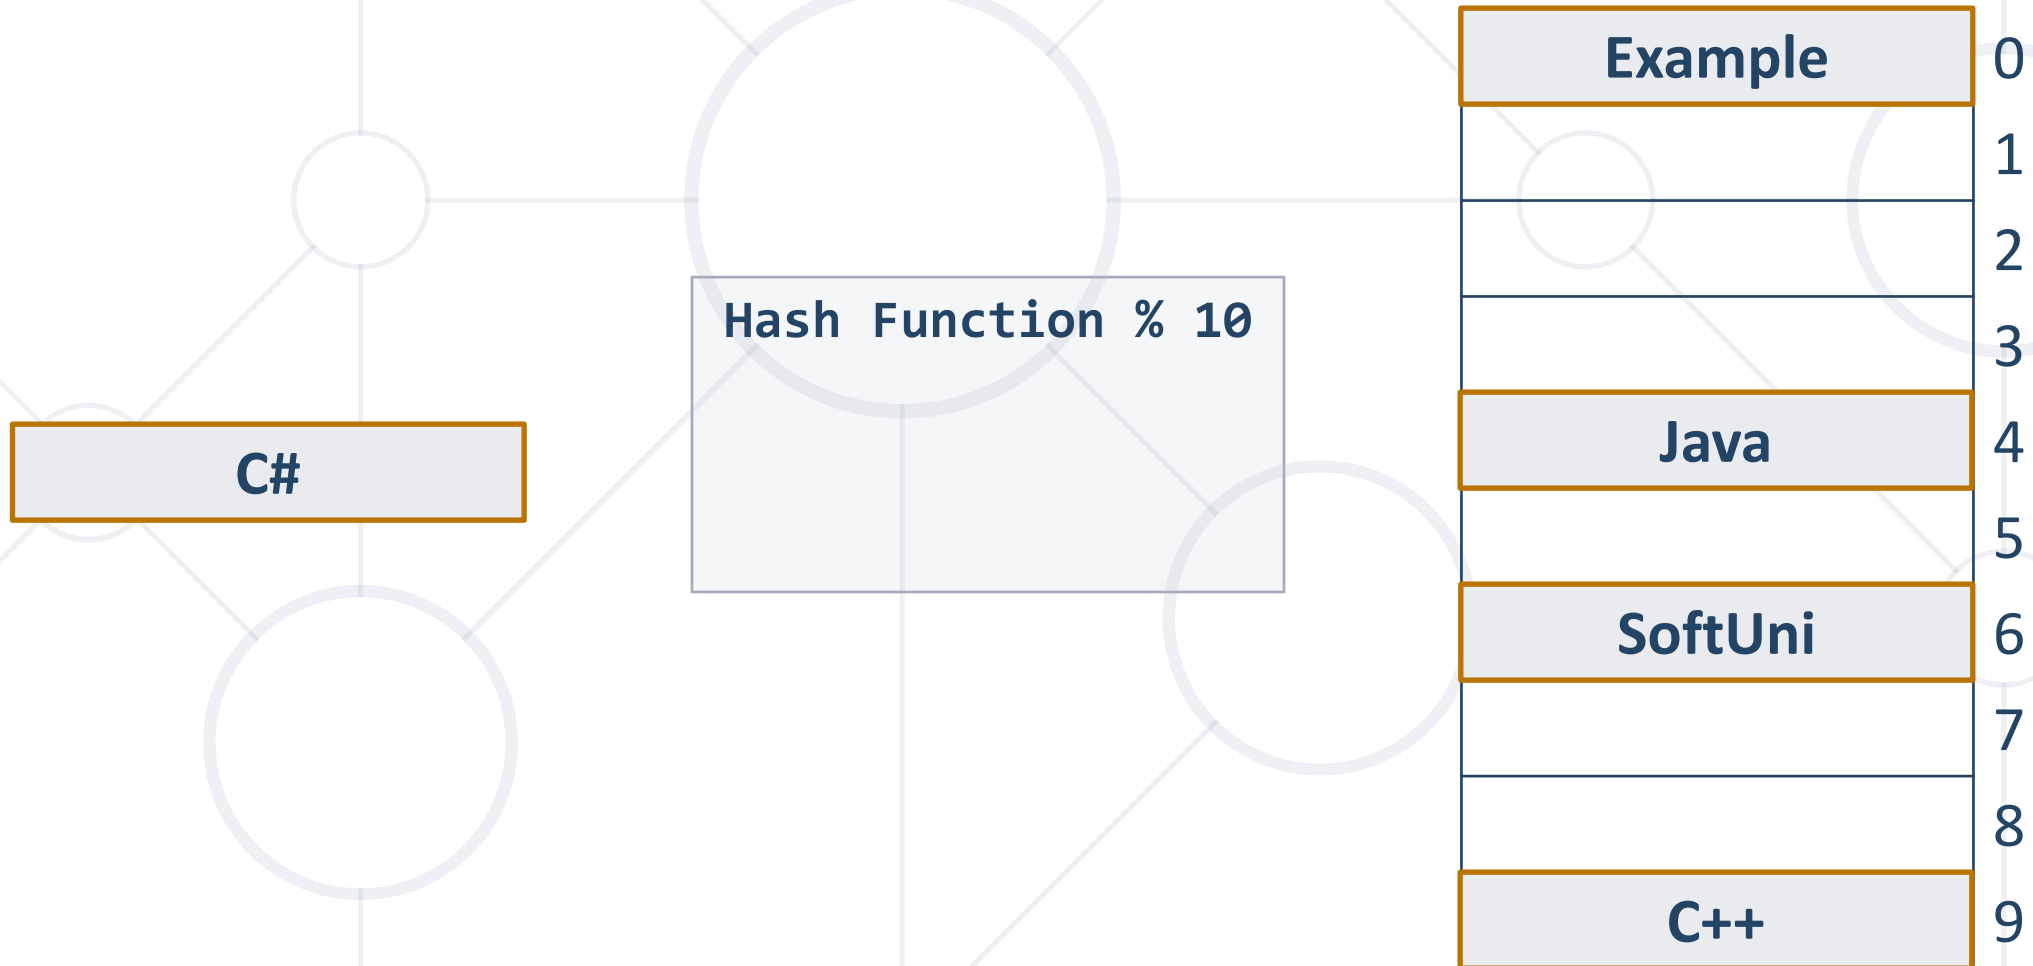 Example 0
1
2
Hash Function % 10
3
Java 4
C#
5
SoftUni 6
7
8
C++ 9